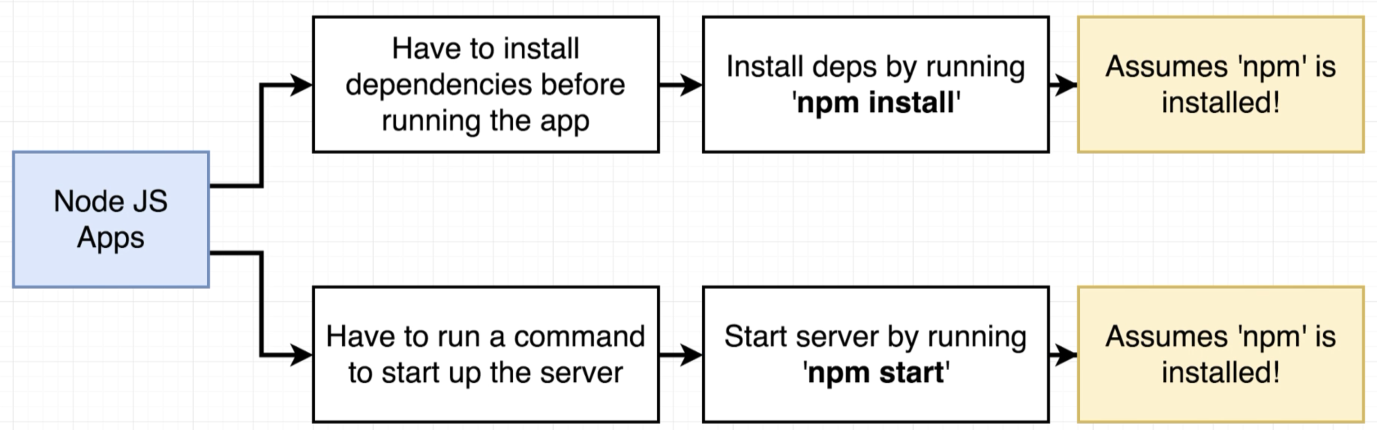 Node JS
Apps
Have to install
dependencies before
running the app
Install deps by running
'npm install'
Assumes 'npm' is
installed!
Have to run a command
to start up the server
Start server by running
'npm start'
Assumes 'npm' is
installed!